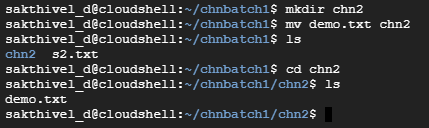 sakthivel_d@cloudshell:~/chnbatch1$ mkdir chn2
sakthivel_d@cloudshell:~/chnbatch1$ mv demo.txt chn2
sakthivel_d@cloudshell:~/chnbatch1$ ls
chn2  s2.txt
sakthivel_d@cloudshell:~/chnbatch1$ cd chn2
sakthivel_d@cloudshell:~/chnbatch1/chn2$ ls
demo.txt
sakthivel_d@cloudshell:~/chnbatch1/chn2$